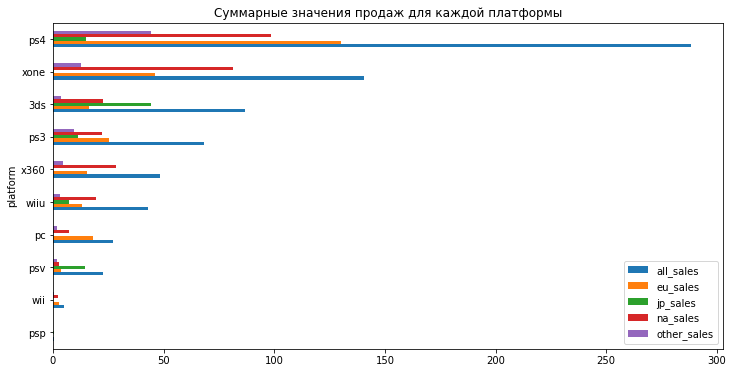 Суммарные значения продаж для каждой платформы
ps4
xone
3ds
ps3
x360
wiiu
pc
psv
wii
psp
platform
all_sales
eu_sales
jp_sales
na_sales
other_sales
0 50 100 150 200 250 300